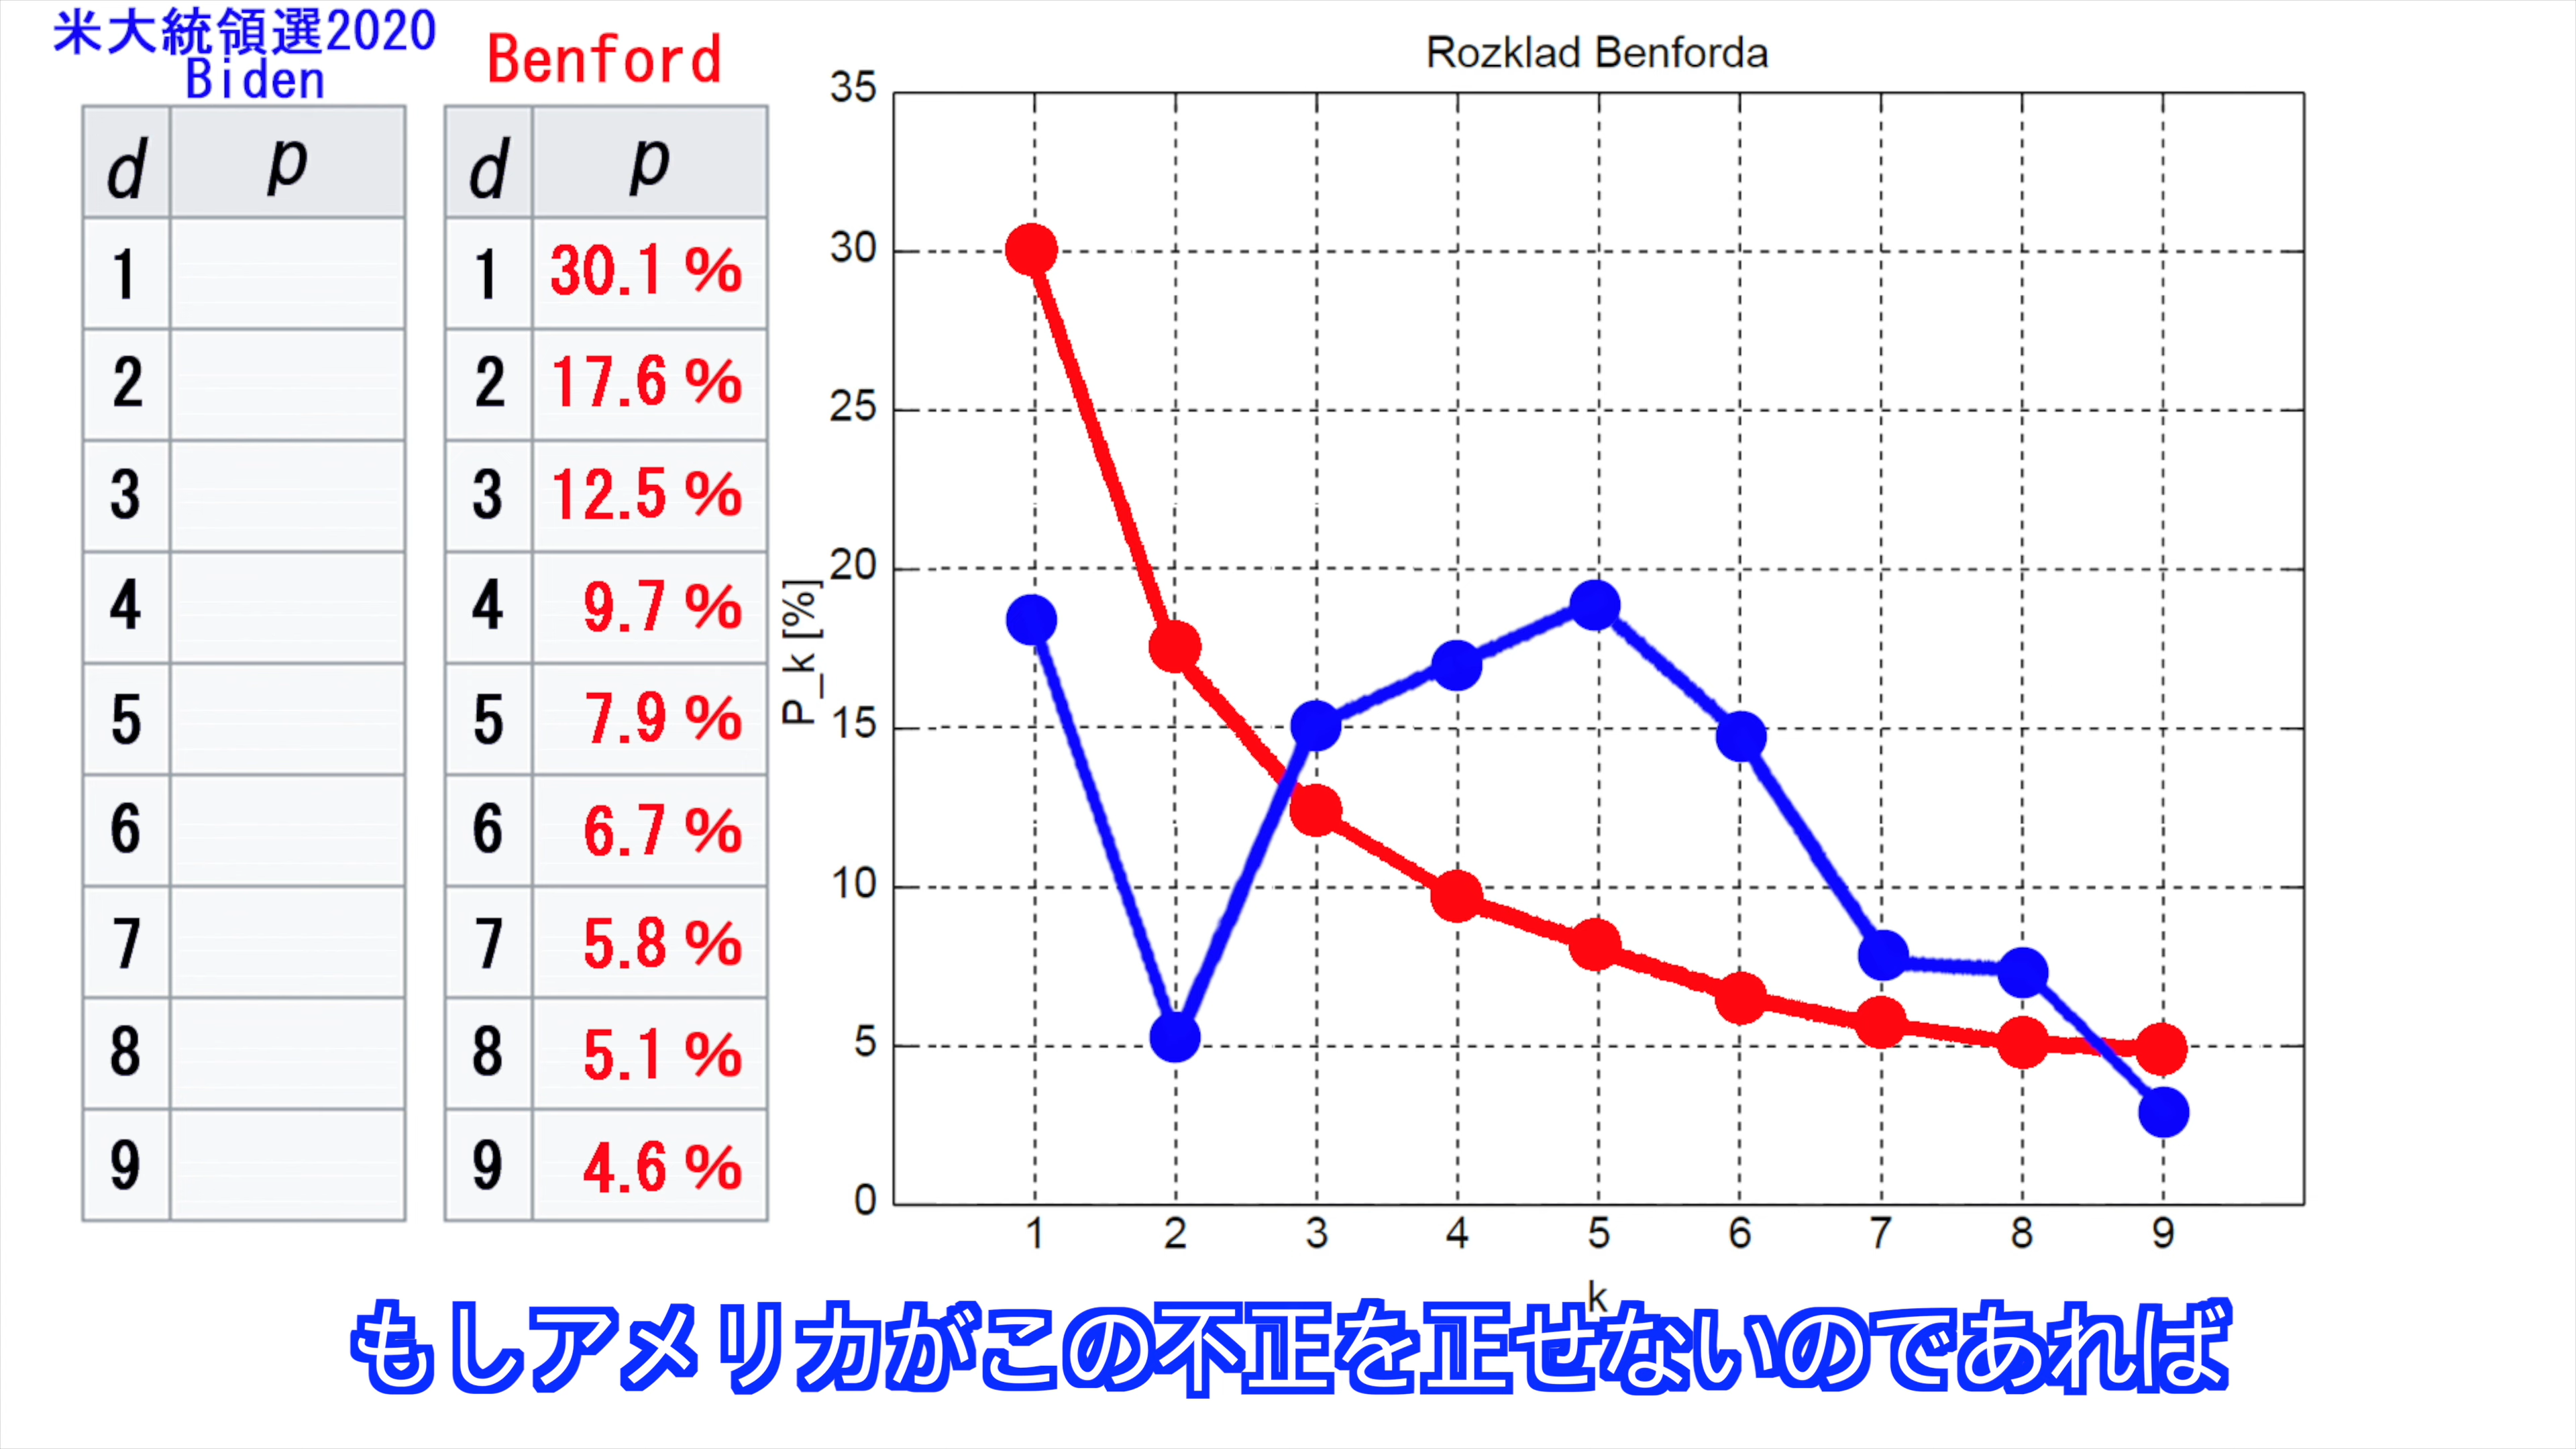 米大統領選2020
Biden
d p
1
2
3
4
5
6
7
8
9
Benford
d p
1 30.1 %
2 17.6 %
3 12.5 %
4 9.7 %
5 7.9 %
6 6.7 %
7 5.8 %
8 5.1 %
9 4.6 %
Rozklad Benforda
P_k [%]
35
30
25
20
15
10
5
0
1 2 3 4 5 6 7 8 9
k
もしアメリカがこの不正を正せないのであれば